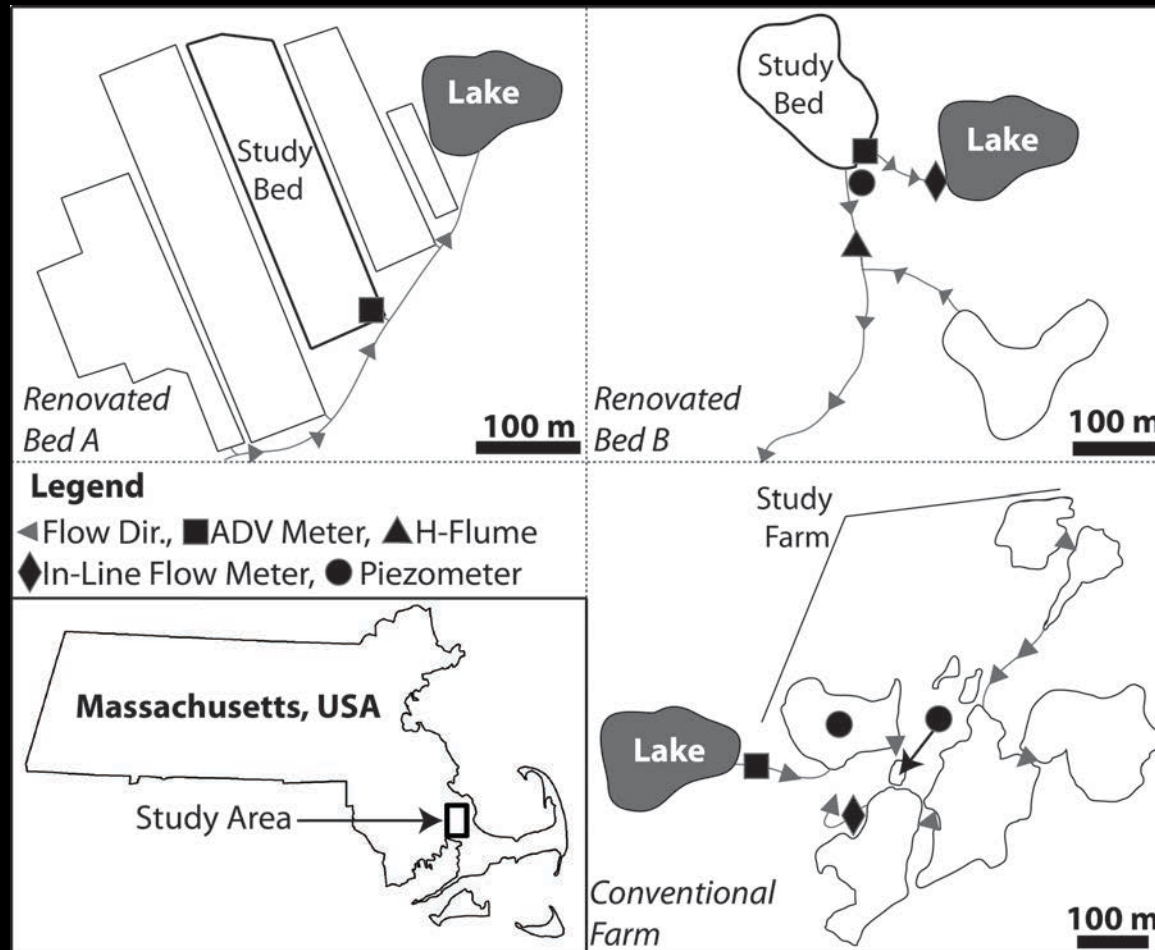 Lake
Study
Bed
Renovated
Bed A
100 m
Study
Bed
Lake
Renovated
Bed B
100 m
Legend
Flow Dir., ADV Meter, H-Flume
In-Line Flow Meter, Piezometer
Massachusetts, USA
Study Area
Study
Farm
Lake
Conventional
Farm
100 m